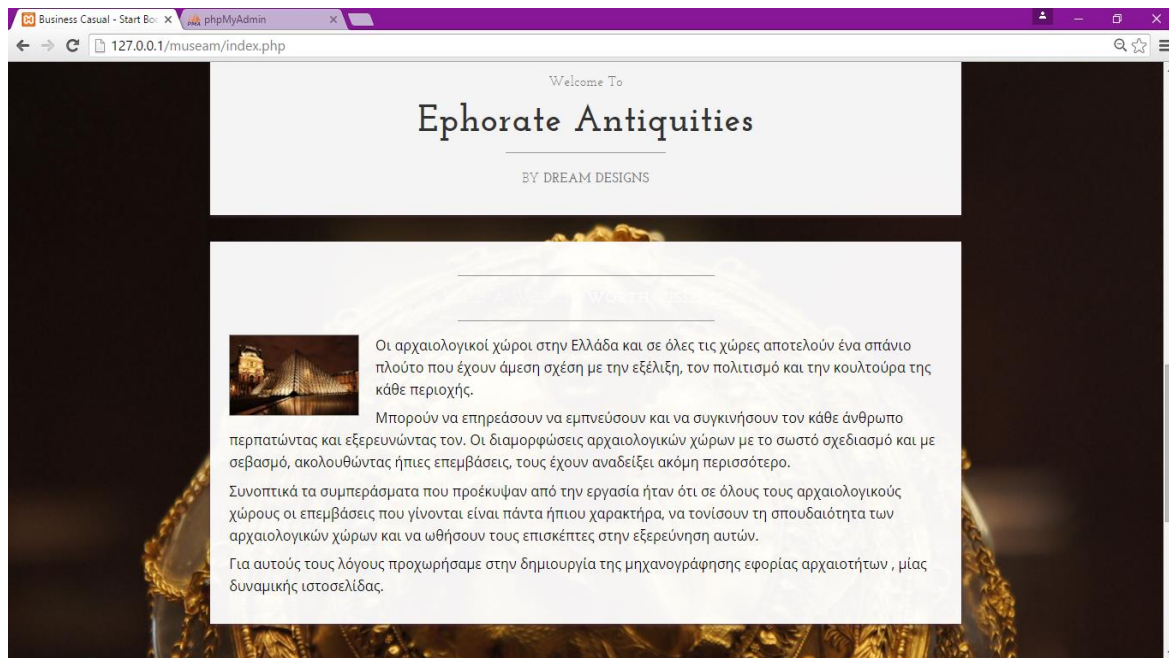 Business Casual - Start Boo
phpMyAdmin
127.0.0.1/museam/index.php
Welcome To
Ephorate Antiquities
BY DREAM DESIGNS
WORTH
Οι αρχαιολογικοί χώροι στην Ελλάδα και σε όλες τις χώρες αποτελούν ένα σπάνιο
πλούτο που έχουν άμεση σχέση με την εξέλιξη, τον πολιτισμό και την κουλτούρα της
κάθε περιοχής.
Μπορούν να επηρεάσουν να εμπνεύσουν και να συγκινήσουν τον κάθε άνθρωπο
περπατώντας και εξερευνώντας τον. Οι διαμορφώσεις αρχαιολογικών χώρων με το σωστό σχεδιασμό και με
σεβασμό, ακολουθώντας ήπιες επεμβάσεις, τους έχουν αναδείξει ακόμη περισσότερο.
Συνοπτικά τα συμπεράσματα που προέκυψαν από την εργασία ήταν ότι σε όλους τους αρχαιολογικούς
χώρους οι επεμβάσεις που γίνονται είναι πάντα ήπιου χαρακτήρα, να τονίσουν τη σπουδαιότητα των
αρχαιολογικών χώρων και να ωθήσουν τους επισκέπτες στην εξερεύνηση αυτών.
Για αυτούς τους λόγους προχωρήσαμε στην δημιουργία της μηχανογράφησης εφορίας αρχαιοτήτων , μίας
δυναμικής ιστοσελίδας.